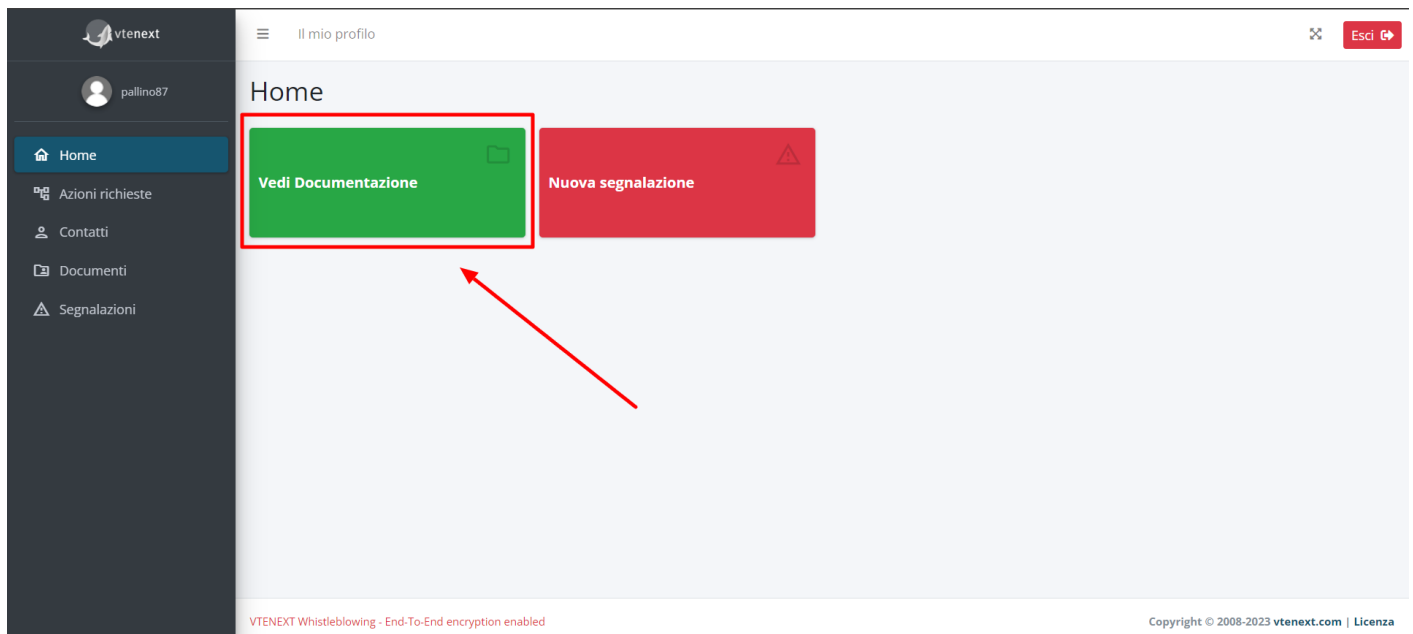 vtenext
Il mio profilo
Esci
pallino87
Home
Home
Azioni richieste
Contatti
Documenti
Segnalazioni
Vedi Documentazione
Nuova segnalazione
VTENEXT Whistleblowing - End-To-End encryption enabled
Copyright © 2008-2023 vtenext.com | Licenza